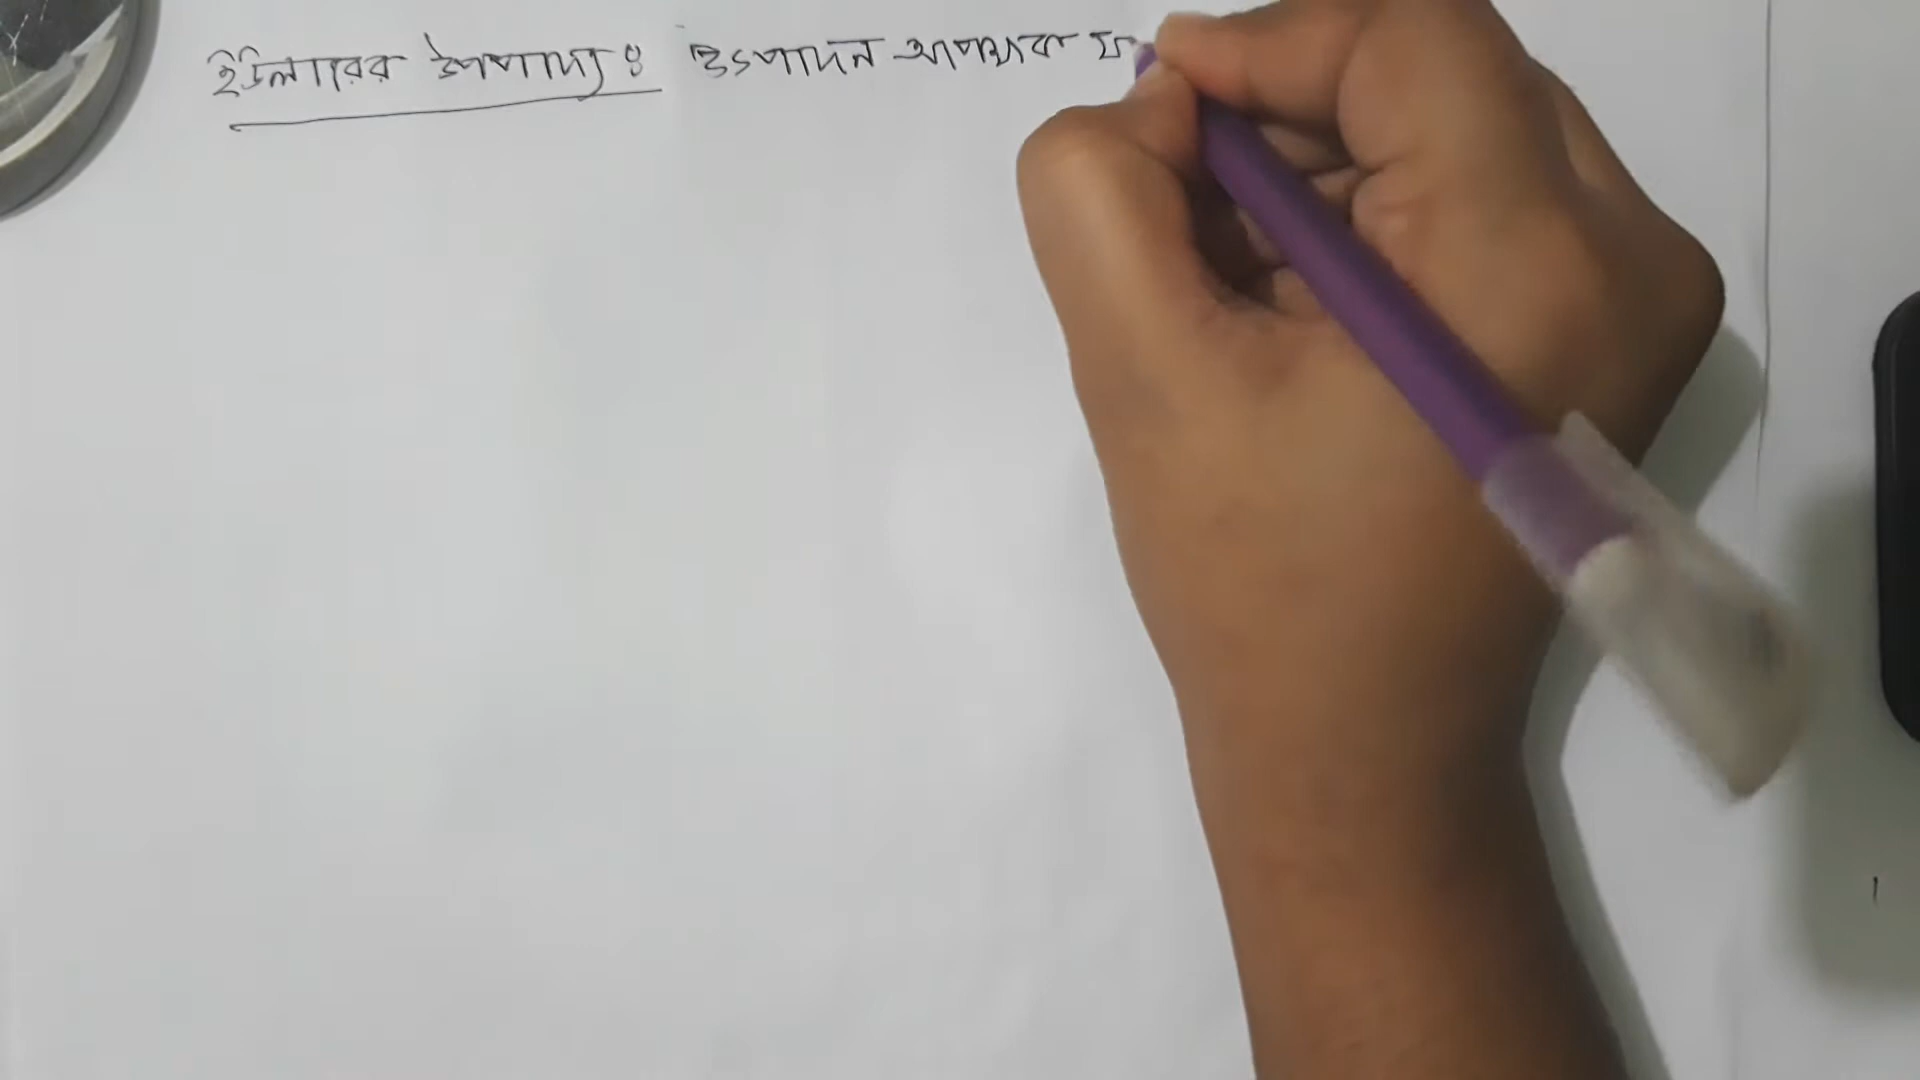 ইউলারের উপপাদ্যঃ উৎপাদন অপেক্ষক